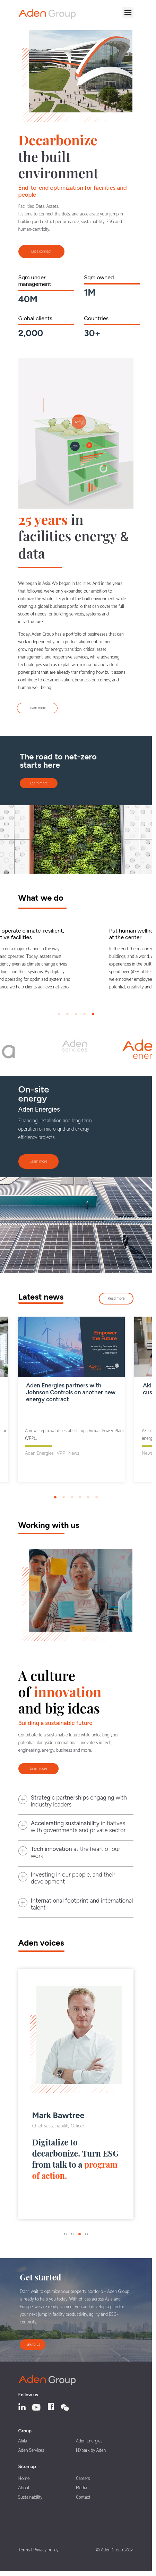 Aden Group
Decarbonize
the built
environment
End-to-end optimization for facilities and
people
Facilities. Data. Assets.
It's time to connect the dots, and accelerate your jump in
building and district performance, sustainability, ESG and
human-centricity.
Let's connect
Sqm under
management
40M
Sqm owned
1M
Global clients
2,000
Countries
30+
25 years in
facilities energy &
data
We began in Asia. We began in facilities. And in the years
that followed, we've only expanded our ambition to
optimize the whole lifecycle of the built environment, while
creating a global business portfolio that can cover the full
scope of needs for building services, systems and
infrastructure.
Today, Aden Group has a portfolio of businesses that can
work independently or in perfect alignment to meet
growing need for energy transition, critical asset
management, and responsive services, while advancing
technologies such as digital twin, microgrid and virtual
power plant that are already transforming how built assets
contribute to decarbonization, business outcomes, and
human well-being.
Learn more
The road to net-zero
starts here
Learn more
What we do
operate climate-resilient,
tive facilities
forced a major change in the way
and operated. Today, assets must
ciency even as climate change drives
ldings and their systems. By digitally
nd operating for optimized system and
ance we help clients achieve net-zero.
Put human wellne
at the center
In the end, the reason w
buildings, and a world, a
experiences in the built
spend over 90% of life.
we empower employee
potential, creativity and
a
Aden
SERVICES
Aden
ener
On-site
energy
Aden Energies
Financing, installation and long-term
operation of micro-grid and energy
efficiency projects.
Learn more
Latest news
Read more
Empower
the Future
Aden Energies partners with
Johnson Controls on another new
energy contract
A new step towards establishing a Virtual Power Plant
(VPP).
Aden Energies VPP News
for
Aki
cus
Akila
energ
News
Working with us
A culture
of innovation
and big ideas
Building a sustainable future
Contribute to a sustainable future while unlocking your
potential alongside international innovators in tech,
engineering, energy, business and more.
Learn more
Strategic partnerships engaging with
industry leaders
Accelerating sustainability initiatives
with governments and private sector
Tech innovation at the heart of our
work
Investing in our people, and their
development
International footprint and international
talent
Aden voices
Mark Bawtree
Chief Sustainability Officer
Digitalize to
decarbonize. Turn ESG
from talk to a program
of action.
Get started
Don't wait to optimize your property portfolio – Aden Group
is ready to help you today. With offices across Asia and
Europe, we are ready to meet you and develop a plan for
your next jump in facility productivity, agility and ESG-
centricity.
Talk to us
Aden Group
Follow us
Group
Akila
Aden Energies
Aden Services
NXpark by Aden
Sitemap
Home
Careers
About
Media
Sustainability
Contact
Terms | Privacy policy
© Aden Group 2024